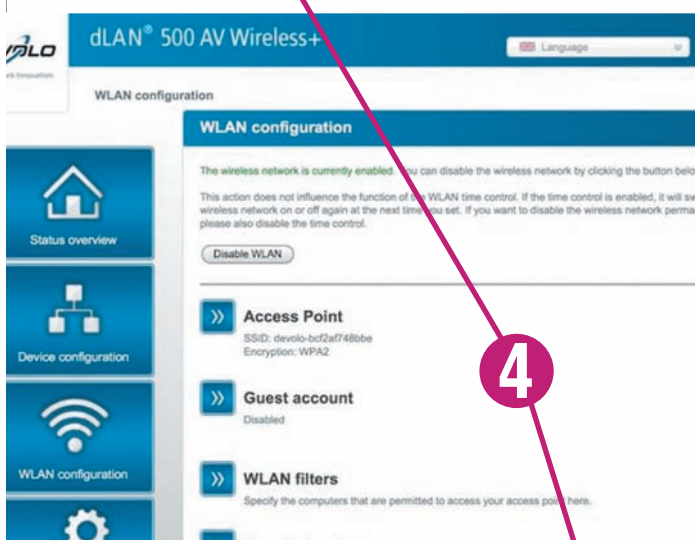 dLAN® 500 AV Wireless+
Language
WLAN configuration
WLAN configuration
The wireless network is currently enabled. You can disable the wireless network by clicking the button
This action does not influence the function of the WLAN time control. If the time control is enabled, it will
wireless network on or off again at the next time you set. If you want to disable the wireless network
please also disable the time control.
Disable WLAN
Status overview
Access Point
SSID: devolo-bcf2af748bbe
Encryption: WPA2
Device configuration
4
Guest account
Disabled
WLAN configuration
WLAN filters
Specify the computers that are permitted to access your access point here.